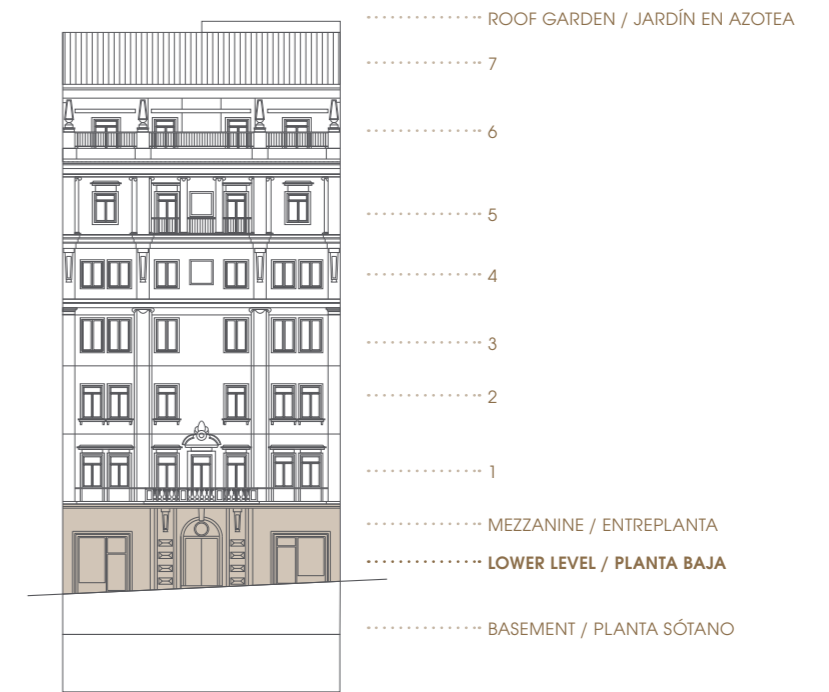 ROOF GARDEN / JARDÍN EN AZOTEA
7
6
5
4
3
2
1
MEZZANINE / ENTREPLANTA
LOWER LEVEL / PLANTA BAJA
BASEMENT / PLANTA SÓTANO